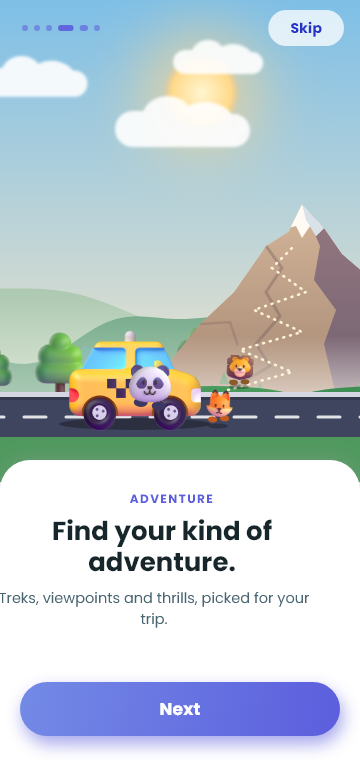 Skip
ADVENTURE
Find your kind of
adventure.
Treks, viewpoints and thrills, picked for your
trip.
Next